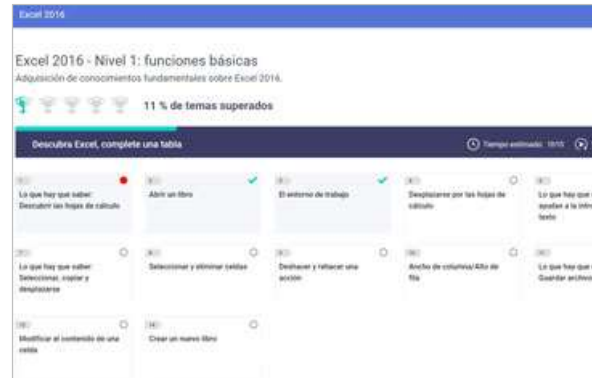 Excel 2016
Excel 2016 - Nivel 1: funciones básicas
Adquisición de conocimientos fundamentales sobre Excel 2016.
11 % de temas superados
Descubra Excel, complete una tabla
Tiempo estimado
Lo que hay que saber:
Descubrir las hojas de cálculo
Abrir un libro
El entorno de trabajo
Desplazarse por las hojas de
cálculo
Lo que hay que
ayudan a la
texto
Lo que hay que saber:
Seleccionar, copiar y
desplazarse
Seleccionar y eliminar celdas
Deshacer y rehacer una
acción
Ancho de columna/Alto de
fila
Lo que hay que
Guardar
Modificar el contenido de una
celda
Crear un nuevo libro